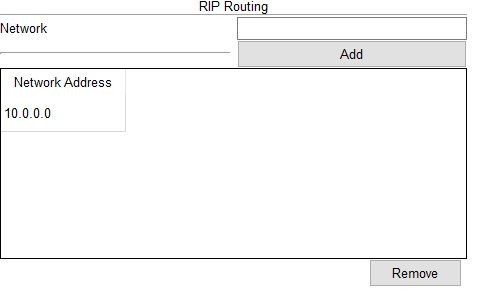 RIP Routing
Network
Add
Network Address
10.0.0.0
Remove